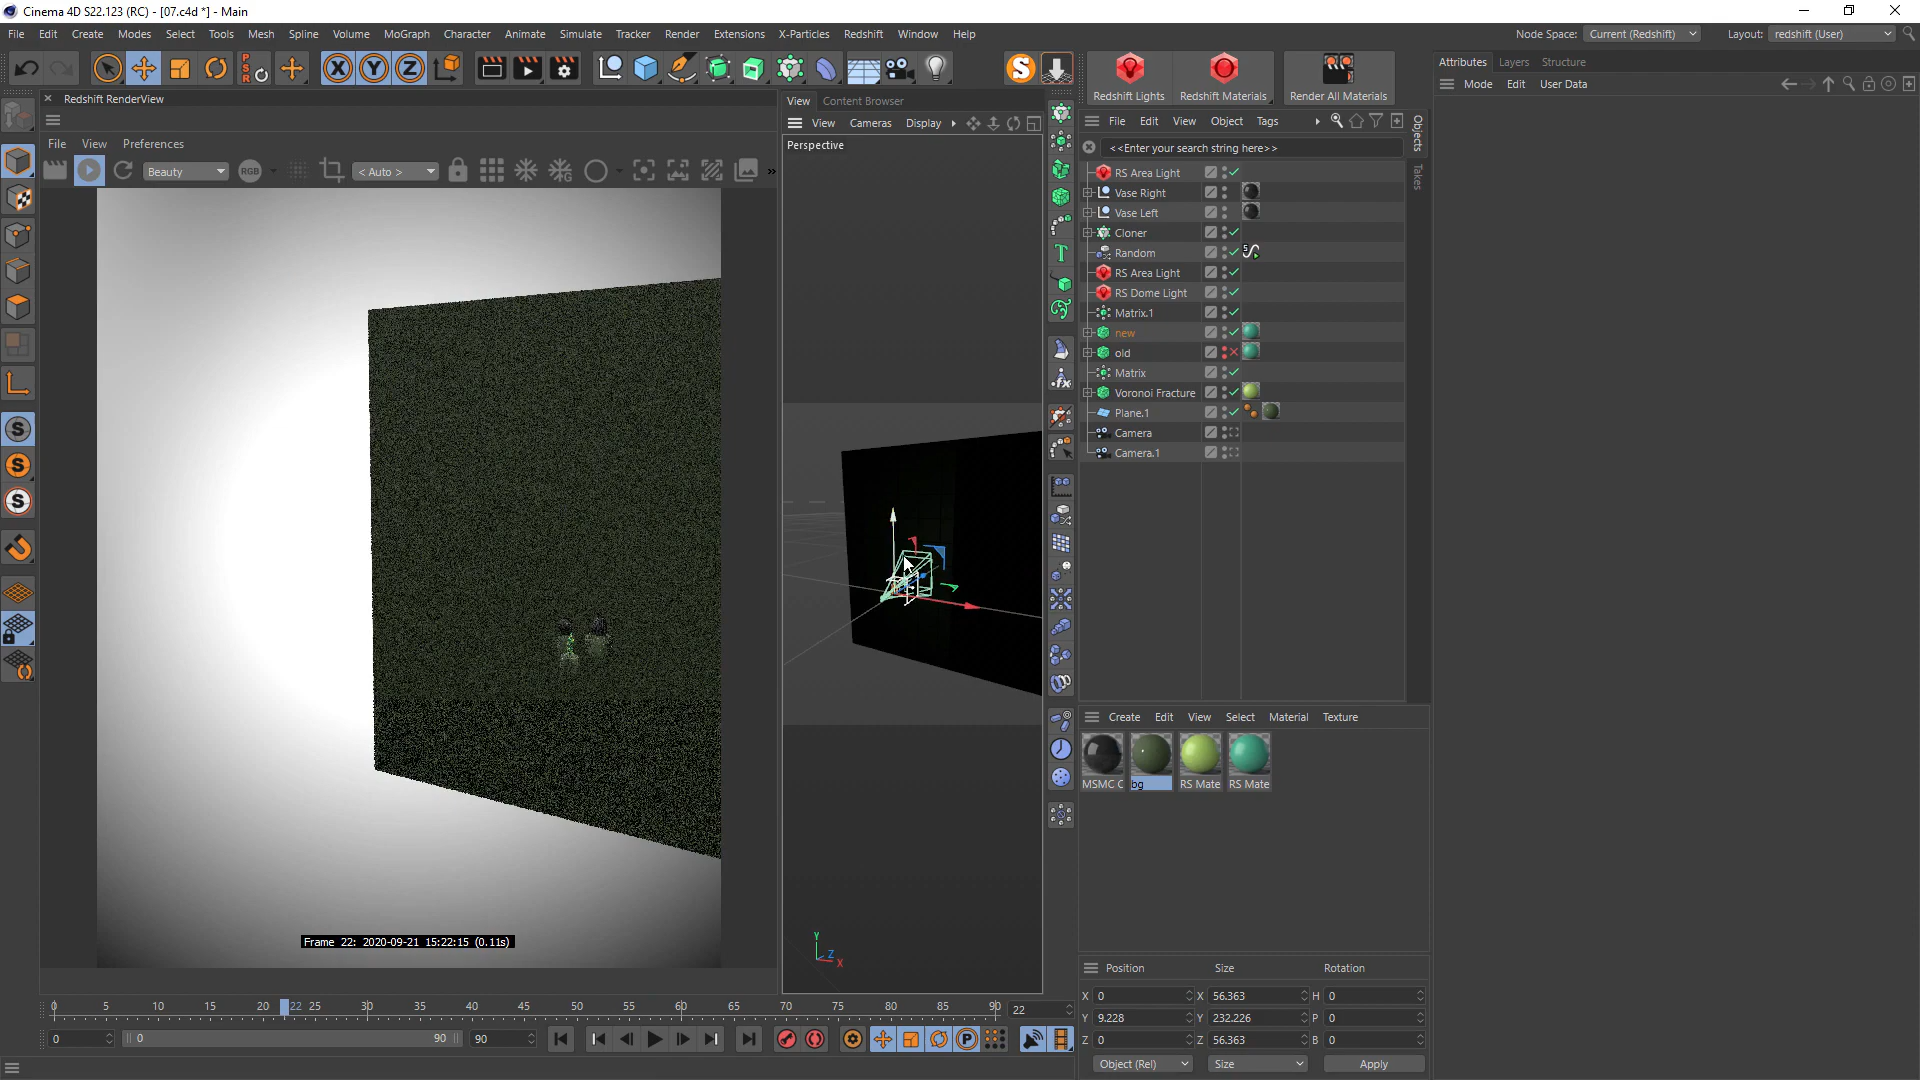 Cinema 4D S22.123 (RC) - [07.c4d *] - Main
File Edit Create Modes Select Tools Mesh Spline Volume MoGraph Character Animate Simulate Tracker Render Extensions X-Particles Redshift Window Help
Node Space: Current (Redshift) Layout: redshift (User)
PSR X Y Z
Redshift Lights Redshift Materials Render All Materials
Redshift RenderView
File View Preferences
Beauty RGB < Auto >
View Content Browser
View Cameras Display
Perspective
File Edit View Object Tags
<<Enter your search string here>>
Objects
Takes
RS Area Light
Vase Right
Vase Left
Cloner
Random
RS Area Light
RS Dome Light
Matrix.1
new
old
Matrix
Voronoi Fracture
Plane.1
Camera
Camera.1
Attributes Layers Structure
Mode Edit User Data
Create Edit View Select Material Texture
MSMC C bg RS Mate RS Mate
Frame 22: 2020-09-21 15:22:15 (0.11s)
Y
Z
X
Position Size Rotation
X 0 X 56.363 H 0
Y 9.228 Y 232.226 P 0
Z 0 Z 56.363 B 0
Object (Rel) Size Apply
0 5 10 15 20 22 25 30 35 40 45 50 55 60 65 70 75 80 85 90 22
0 0 90 90